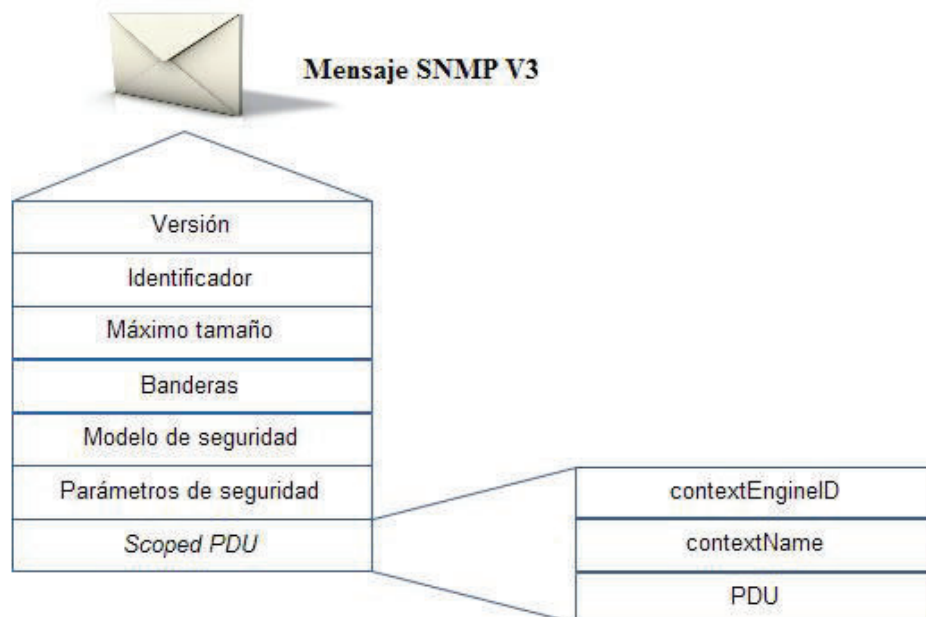 Mensaje SNMP V3
Versión
Identificador
Máximo tamaño
Banderas
Modelo de seguridad
Parámetros de seguridad
Scoped PDU
contextEngineID
contextName
PDU